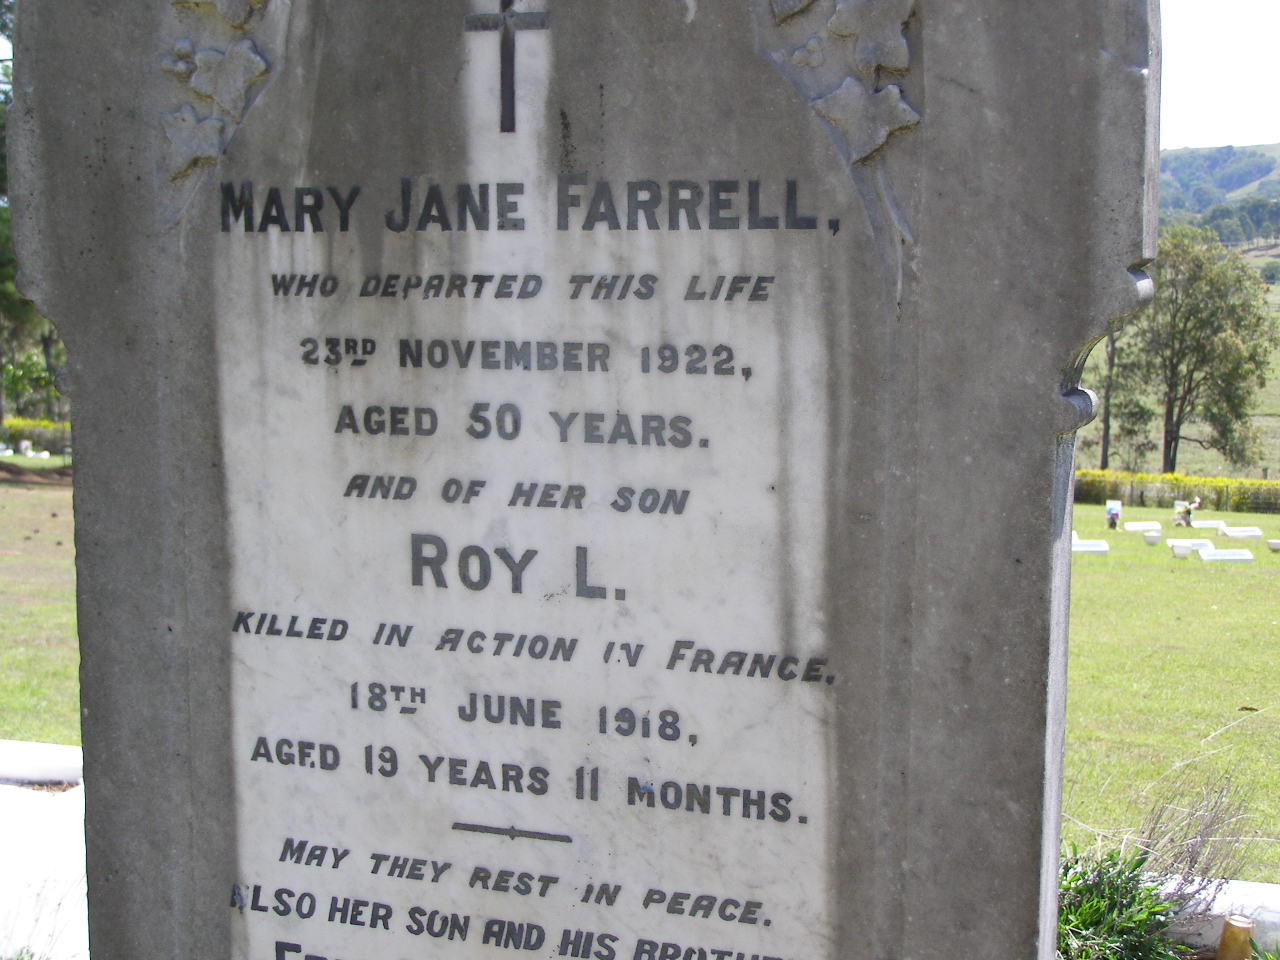 MARY JANE FARRELL,
WHO DEPARTED THIS LIFE
23RD NOVEMBER 1922,
AGED 50 YEARS.
AND OF HER SON
ROY L.
KILLED IN ACTION IN FRANCE,
18TH JUNE 1918,
AGED 19 YEARS 11 MONTHS.
MAY THEY REST IN PEACE.
ALSO HER SON AND HIS BROTHE